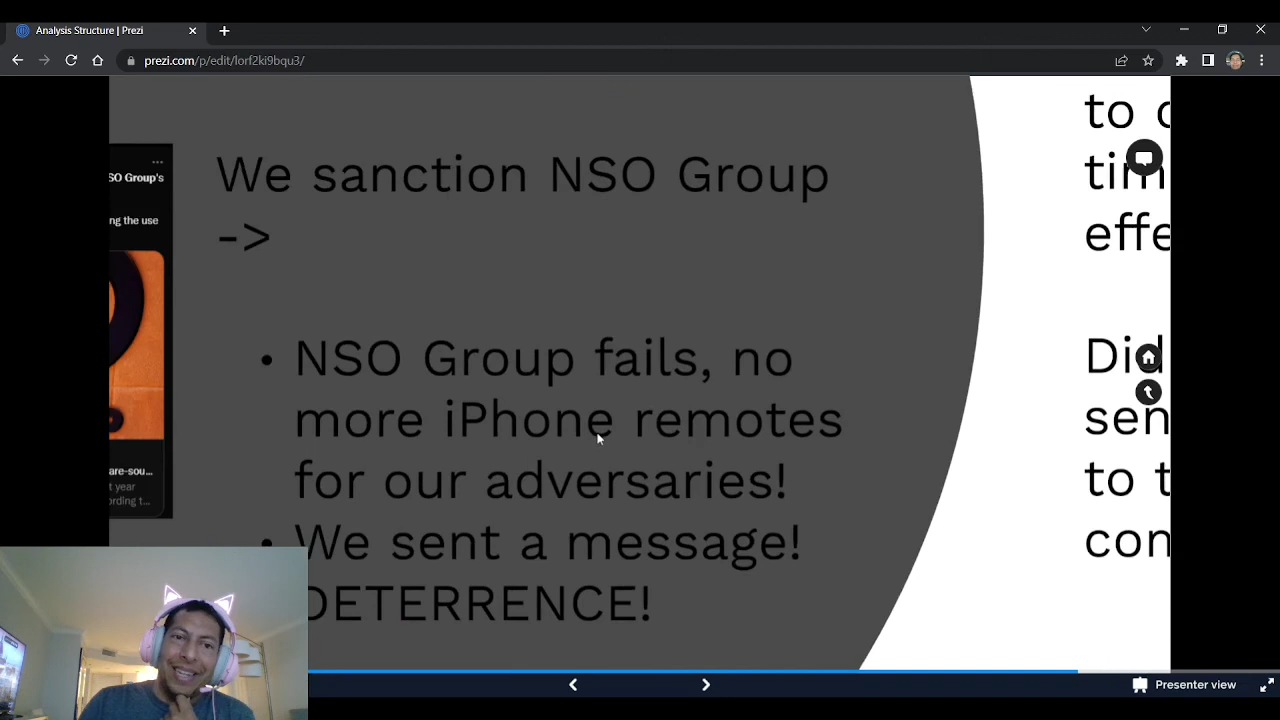 Analysis Structure | Prezi
prezi.com/p/edit/lorf2ki9bqu3/
SO Group's
ng the use
are-sou...
t year
ording t...
We sanction NSO Group
->
• NSO Group fails, no
more iPhone remotes
for our adversaries!
• We sent a message!
DETERRENCE!
to
tim
effe
Did
sen
to t
con
Presenter view